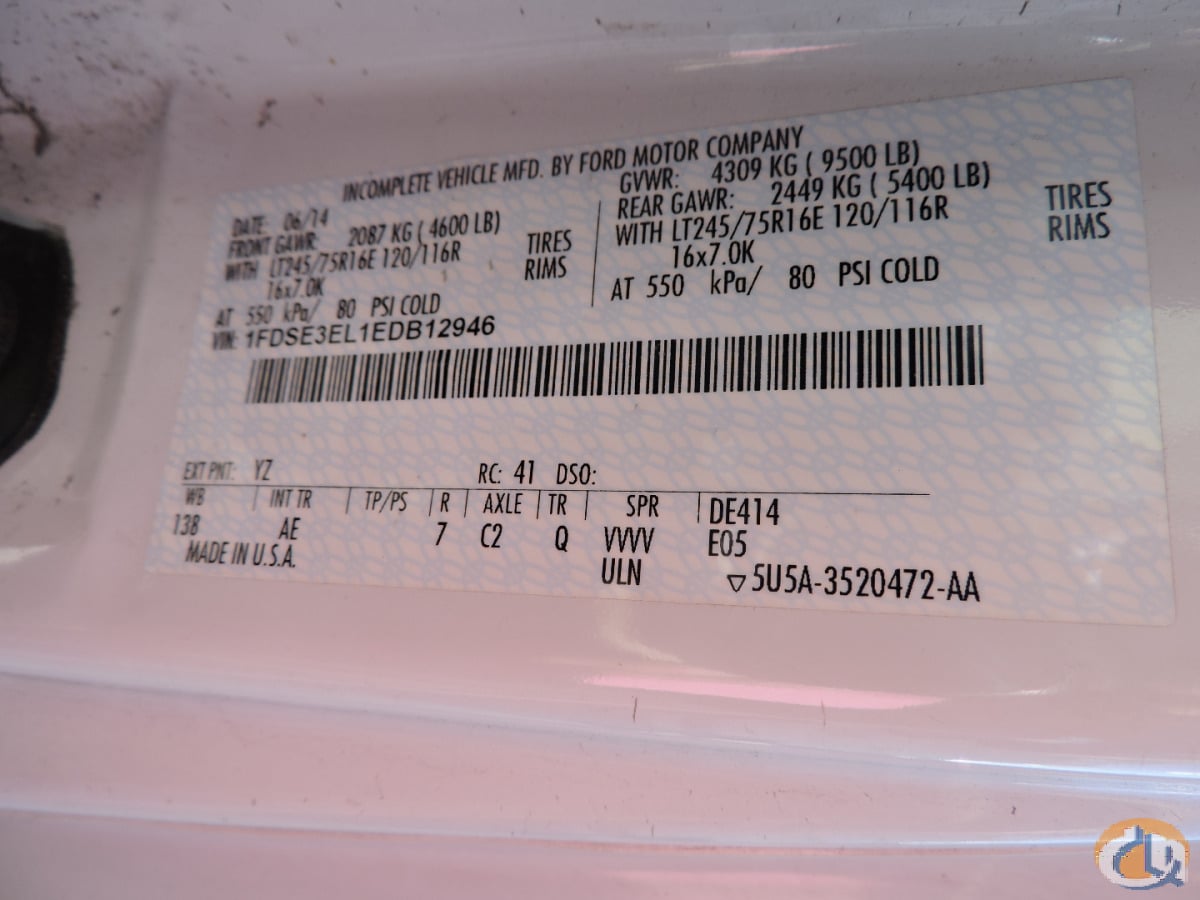 INCOMPLETE VEHICLE MFD. BY FORD MOTOR COMPANY
DATE: 06/14
FRONT GAWR: 2087 KG ( 4600 LB)
WITH LT245/75R16E 120/116R TIRES
16x7.0K RIMS
AT 550 kPa/ 80 PSI COLD
GVWR: 4309 KG ( 9500 LB)
REAR GAWR: 2449 KG ( 5400 LB)
WITH LT245/75R16E 120/116R TIRES
16x7.0K RIMS
AT 550 kPa/ 80 PSI COLD
VIN: 1FDSE3EL1EDB12946
EXT PNT: YZ RC: 41 DSO:
WB INT TR TP/PS R AXLE TR SPR DE414
138 AE 7 C2 Q VVVV E05
MADE IN U.S.A. ULN ▽5U5A-3520472-AA